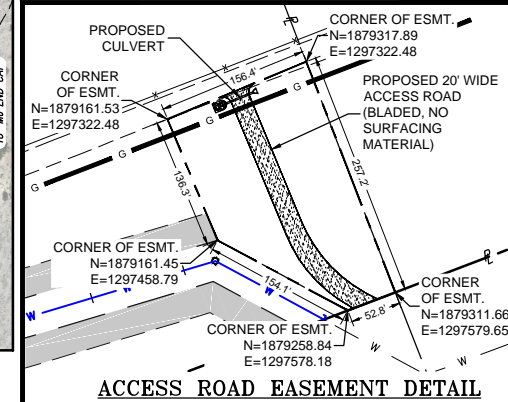 PROPOSED
CULVERT
CORNER OF ESMT.
N=1879317.89
E=1297322.48
CORNER
OF ESMT.
N=1879161.53
E=1297322.48
156.4'
PROPOSED 20' WIDE
ACCESS ROAD
(BLADED, NO
SURFACING
MATERIAL)
G
G
G
136.3'
257.2'
CORNER OF ESMT.
N=1879161.45
E=1297458.79
154.1'
52.8'
CORNER
OF ESMT.
N=1879311.66
E=1297579.65
CORNER OF ESMT.
N=1879258.84
E=1297578.18
W
W
W
W
W
ACCESS ROAD EASEMENT DETAIL